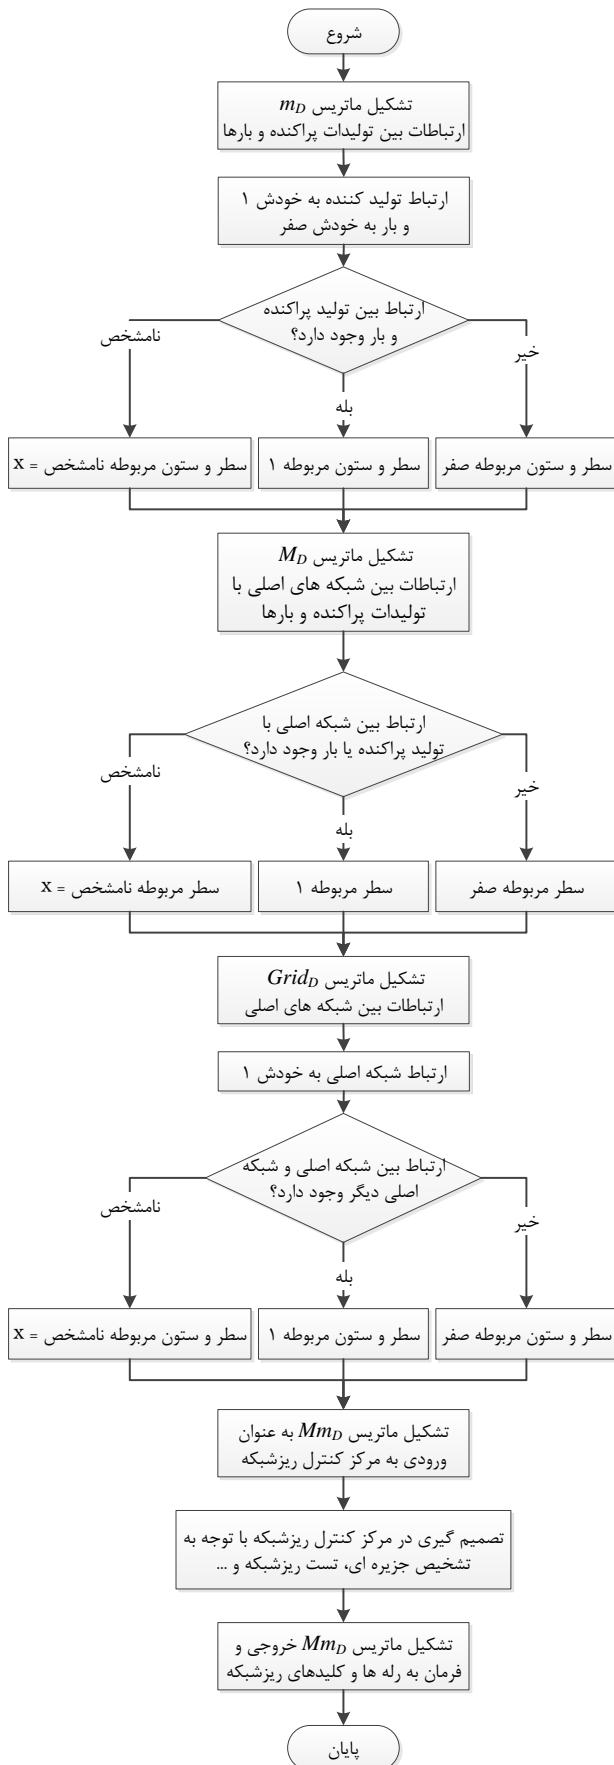 شروع
تشکیل ماتریس m_D
ارتباطات بین تولیدات پراکنده و بارها
ارتباط تولید کننده به خودش ۱
و بار به خودش صفر
ارتباط بین تولید پراکنده
و بار وجود دارد؟
خیر
بله
نامشخص
سطر و ستون مربوطه صفر
سطر و ستون مربوطه ۱
سطر و ستون مربوطه نامشخص = x
تشکیل ماتریس M_D
ارتباطات بین شبکه های اصلی با
تولیدات پراکنده و بارها
ارتباط بین شبکه اصلی با
تولید پراکنده یا بار وجود دارد؟
خیر
بله
نامشخص
سطر مربوطه صفر
سطر مربوطه ۱
سطر مربوطه نامشخص = x
تشکیل ماتریس Grid_D
ارتباطات بین شبکه های اصلی
ارتباط شبکه اصلی به خودش ۱
ارتباط بین شبکه اصلی و شبکه
اصلی دیگر وجود دارد؟
خیر
بله
نامشخص
سطر و ستون مربوطه صفر
سطر و ستون مربوطه ۱
سطر و ستون مربوطه نامشخص = x
تشکیل ماتریس Mm_D به عنوان
ورودی به مرکز کنترل ریزشبکه
تصمیم گیری در مرکز کنترل ریزشبکه با توجه به
تشخیص جزیره ای، تست ریزشبکه و ...
تشکیل ماتریس Mm_D خروجی و
فرمان به رله ها و کلیدهای ریزشبکه
پایان